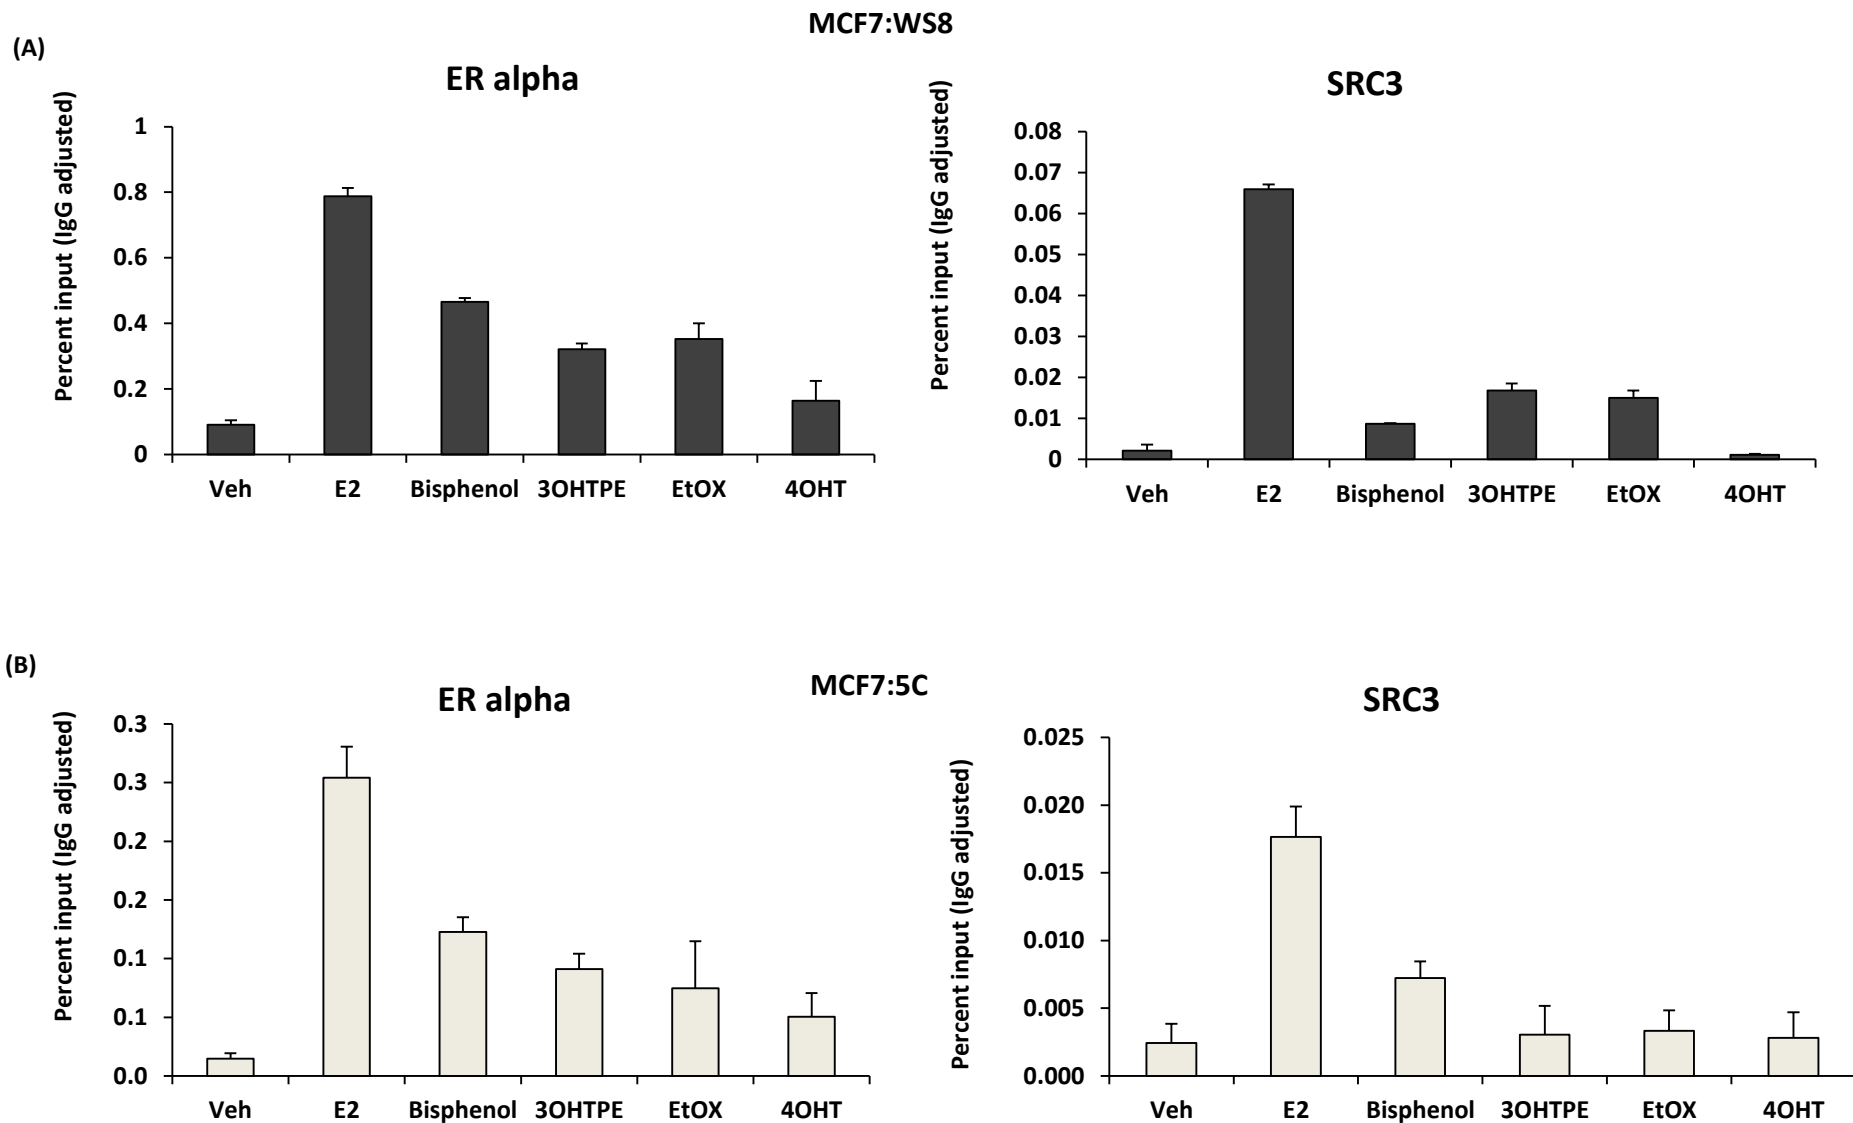 MCF7:WS8
(A)
ER alpha
Percent input (IgG adjusted)
1
0.8
0.6
0.4
0.2
0
Veh E2 Bisphenol 3OHTPE EtOX 4OHT
SRC3
Percent input (IgG adjusted)
0.08
0.07
0.06
0.05
0.04
0.03
0.02
0.01
0
Veh E2 Bisphenol 3OHTPE EtOX 4OHT
(B)
MCF7:5C
ER alpha
Percent input (IgG adjusted)
0.3
0.3
0.2
0.2
0.1
0.1
0.0
Veh E2 Bisphenol 3OHTPE EtOX 4OHT
SRC3
Percent input (IgG adjusted)
0.025
0.020
0.015
0.010
0.005
0.000
Veh E2 Bisphenol 3OHTPE EtOX 4OHT